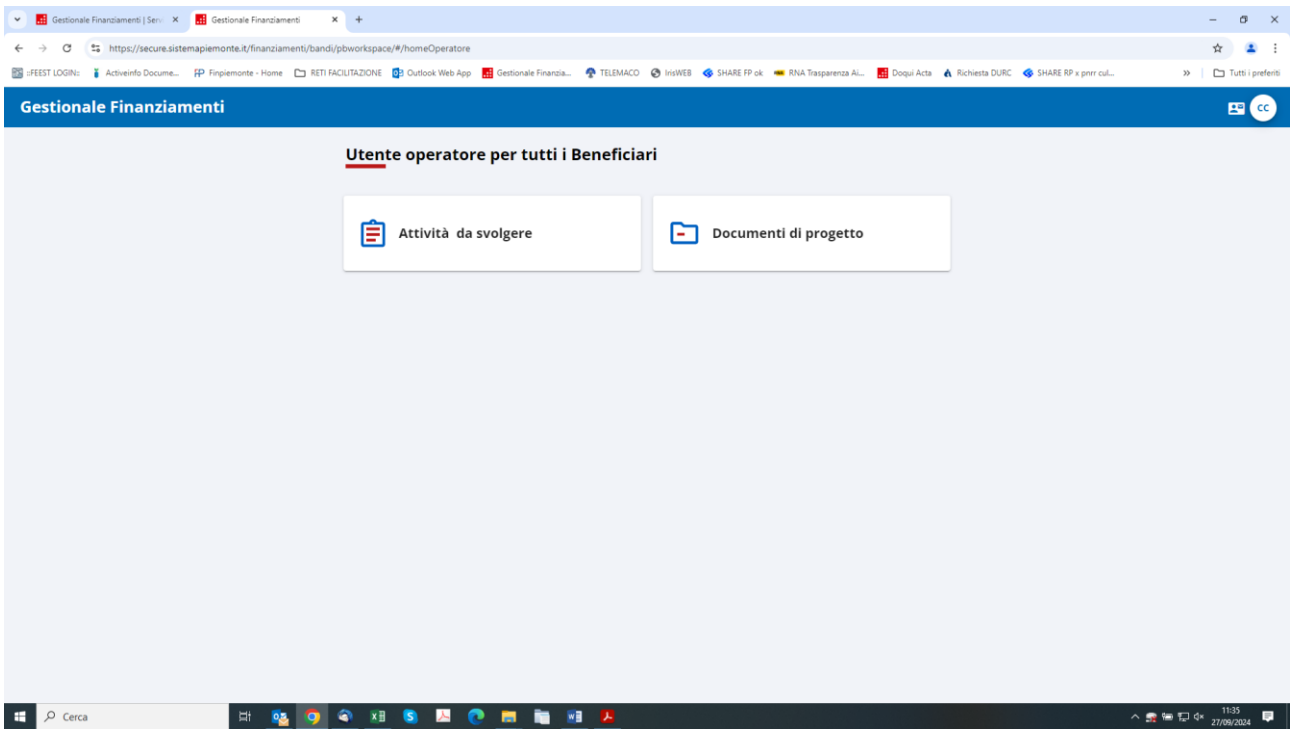 Gestionale Finanziamenti | Serv
Gestionale Finanziamenti
https://secure.sistemapiemonte.it/finanziamenti/bandi/pbworkspace/#/homeOperatore
::FEEST LOGIN:: Activeinfo Docume... Finpiemonte - Home RETI FACILITAZIONE Outlook Web App Gestionale Finanzia... TELEMACO IrisWEB SHARE FP ok RNA Trasparenza Ai... Doqui Acta Richiesta DURC SHARE RP x pnrr cul... Tutti i preferiti
Gestionale Finanziamenti CC
Utente operatore per tutti i Beneficiari
Attività da svolgere
Documenti di progetto
Cerca
11:35
27/09/2024